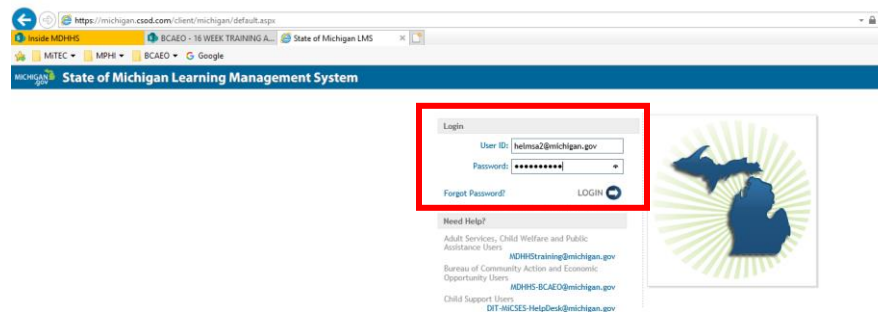 https://michigan.csod.com/client/michigan/default.aspx
Inside MDHHS
BCAEO - 16 WEEK TRAINING A...
State of Michigan LMS
MiTEC
MPHI
BCAEO
Google
MICHIGAN.gov
State of Michigan Learning Management System
Login
User ID: helmsa2@michigan.gov
Password: ••••••••••
Forgot Password?
LOGIN
Need Help?
Adult Services, Child Welfare and Public
Assistance Users
MDHHStraining@michigan.gov
Bureau of Community Action and Economic
Opportunity Users
MDHHS-BCAEO@michigan.gov
Child Support Users
DIT-MiCSES-HelpDesk@michigan.gov